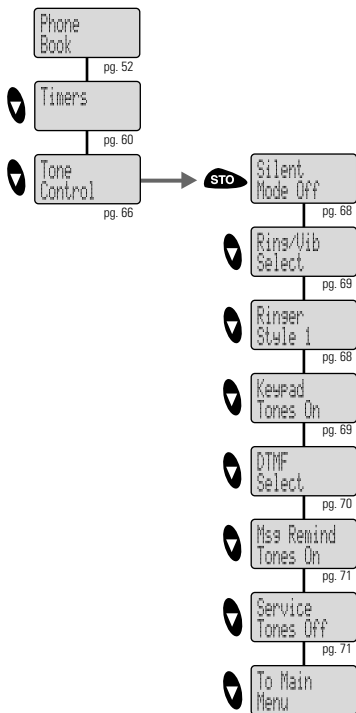 Phone
Book
pg. 52
Timers
pg. 60
Tone
Control
pg. 66
STO
Silent
Mode Off
pg. 68
Ring/Vib
Select
pg. 69
Ringer
Style 1
pg. 68
Keypad
Tones On
pg. 69
DTMF
Select
pg. 70
Msg Remind
Tones On
pg. 71
Service
Tones Off
pg. 71
To Main
Menu